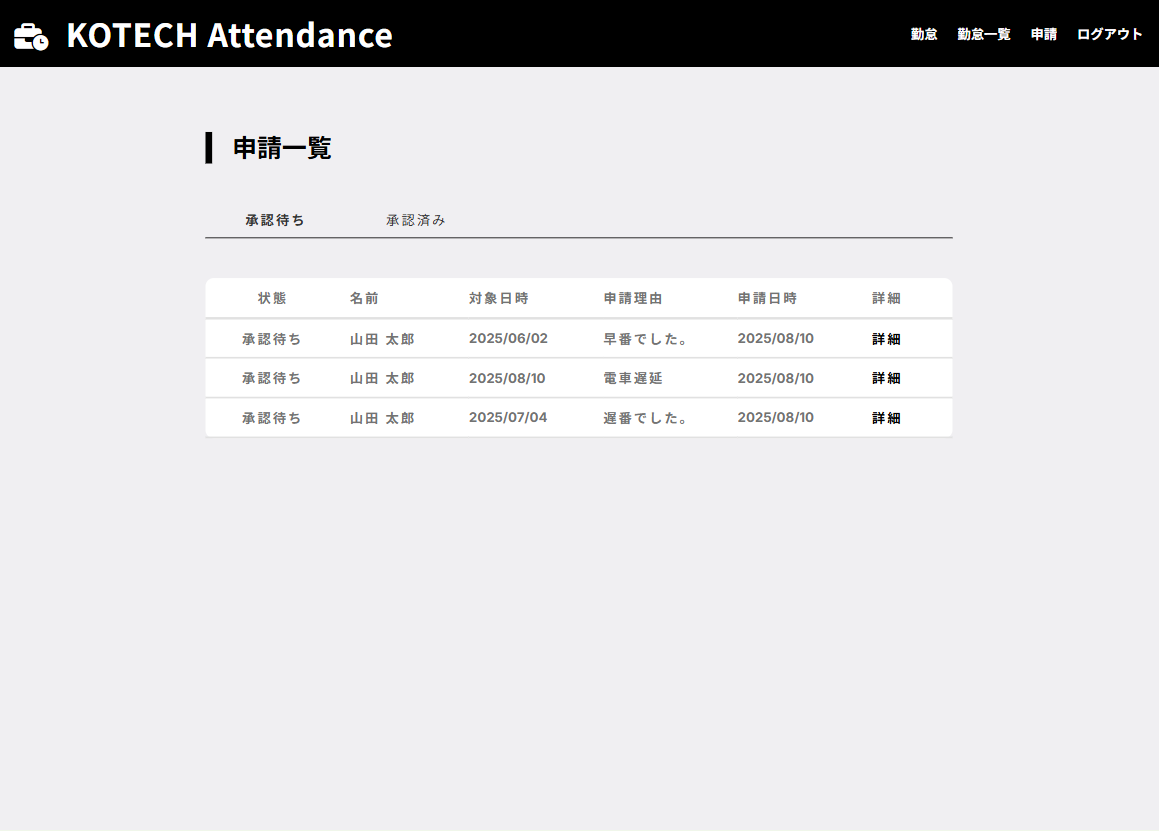 KOTECH Attendance 勤怠 勤怠一覧 申請 ログアウト
申請一覧
承認待ち 承認済み
状態 名前 対象日時 申請理由 申請日時 詳細
承認待ち 山田 太郎 2025/06/02 早番でした。 2025/08/10 詳細
承認待ち 山田 太郎 2025/08/10 電車遅延 2025/08/10 詳細
承認待ち 山田 太郎 2025/07/04 遅番でした。 2025/08/10 詳細